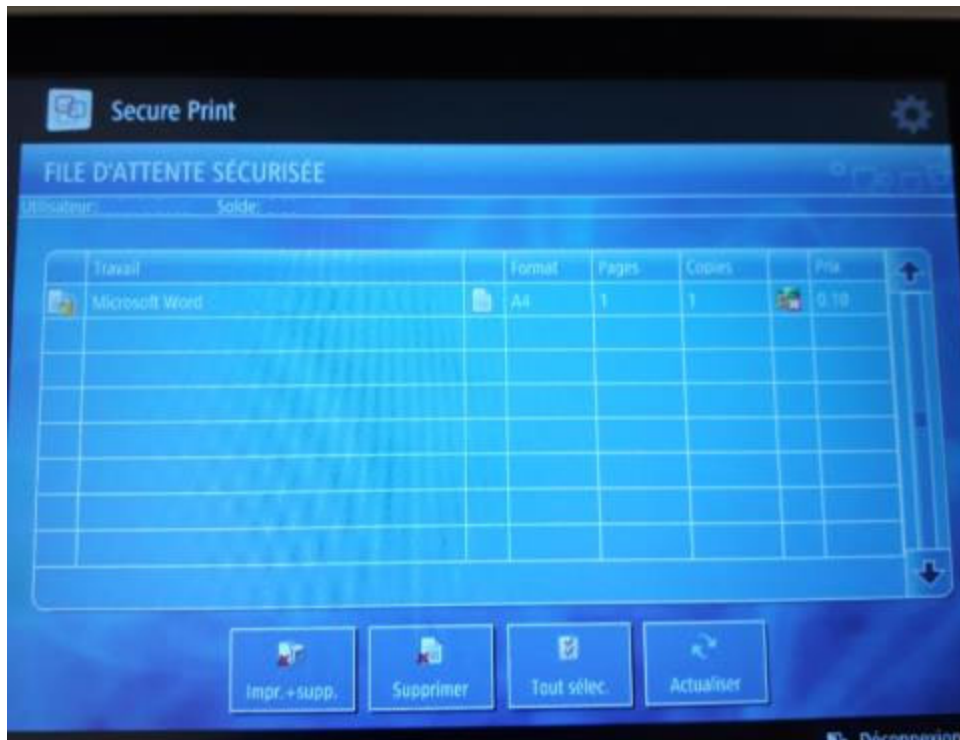 Secure Print
FILE D'ATTENTE SÉCURISÉE
Utilisateur: Solde:
Travail Format Pages Copies Prix
Microsoft Word A4 1 1 0.10
Impr.+supp. Supprimer Tout sélec. Actualiser
Déconnexion